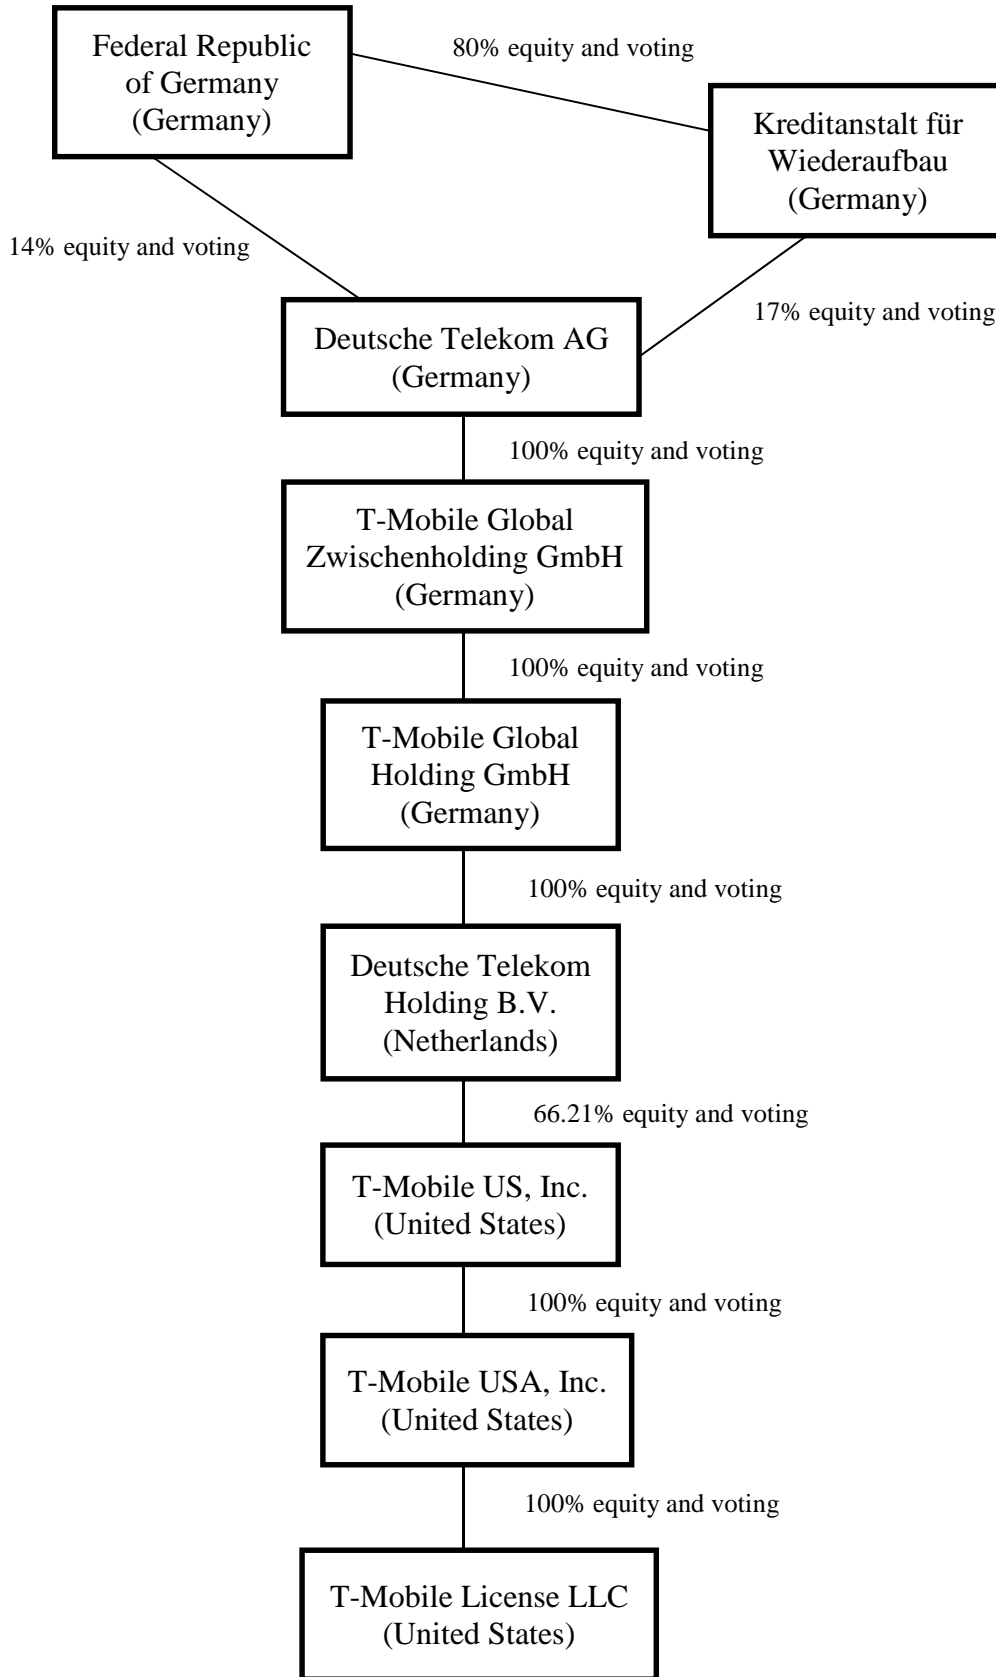 Federal Republic
of Germany
(Germany)
80% equity and voting
Kreditanstalt für
Wiederaufbau
(Germany)
14% equity and voting
17% equity and voting
Deutsche Telekom AG
(Germany)
100% equity and voting
T-Mobile Global
Zwischenholding GmbH
(Germany)
100% equity and voting
T-Mobile Global
Holding GmbH
(Germany)
100% equity and voting
Deutsche Telekom
Holding B.V.
(Netherlands)
66.21% equity and voting
T-Mobile US, Inc.
(United States)
100% equity and voting
T-Mobile USA, Inc.
(United States)
100% equity and voting
T-Mobile License LLC
(United States)